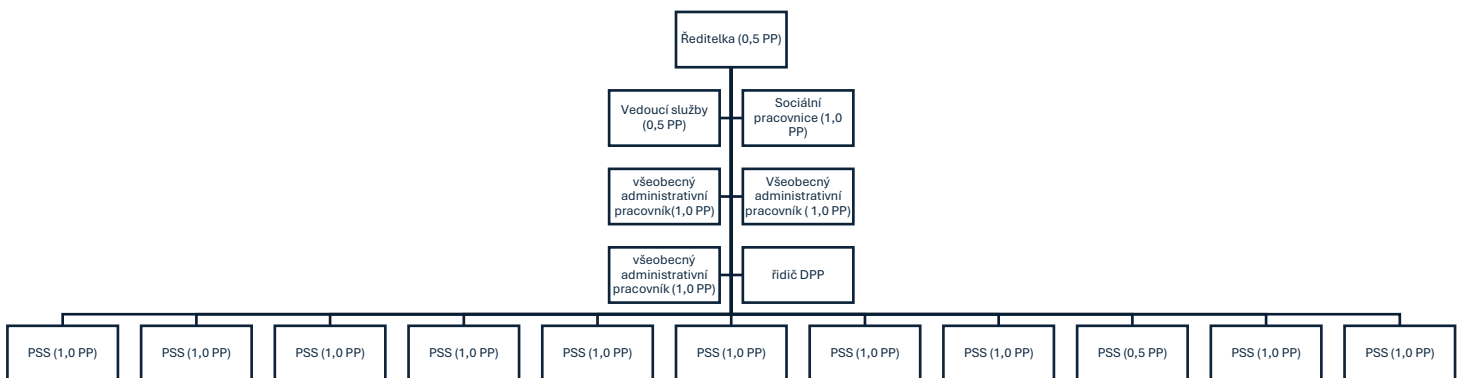 Ředitelka (0,5 PP)
Vedoucí služby
(0,5 PP)
Sociální
pracovnice (1,0
PP)
všeobecný
administrativní
pracovník(1,0 PP)
Všeobecný
administrativní
pracovník ( 1,0 PP)
všeobecný
administrativní
pracovník (1,0 PP)
řidič DPP
PSS (1,0 PP)
PSS (1,0 PP)
PSS (1,0 PP)
PSS (1,0 PP)
PSS (1,0 PP)
PSS (1,0 PP)
PSS (1,0 PP)
PSS (1,0 PP)
PSS (0,5 PP)
PSS (1,0 PP)
PSS (1,0 PP)